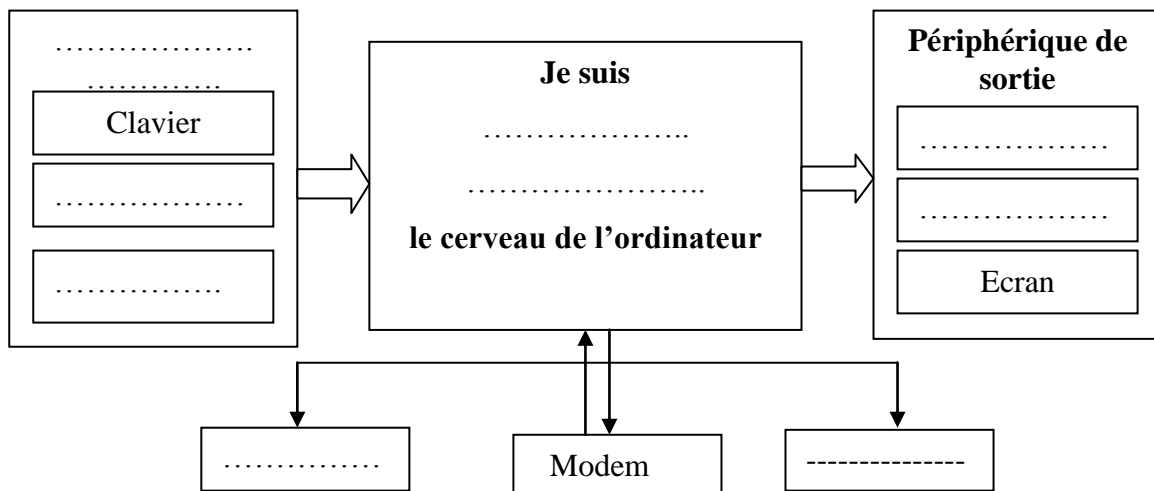 ………………….
………….
Clavier
……………….
…………….
Je suis
………………..
…………………..
le cerveau de l’ordinateur
Périphérique de
sortie
……………….
……………….
Ecran
……………
Modem
---------------